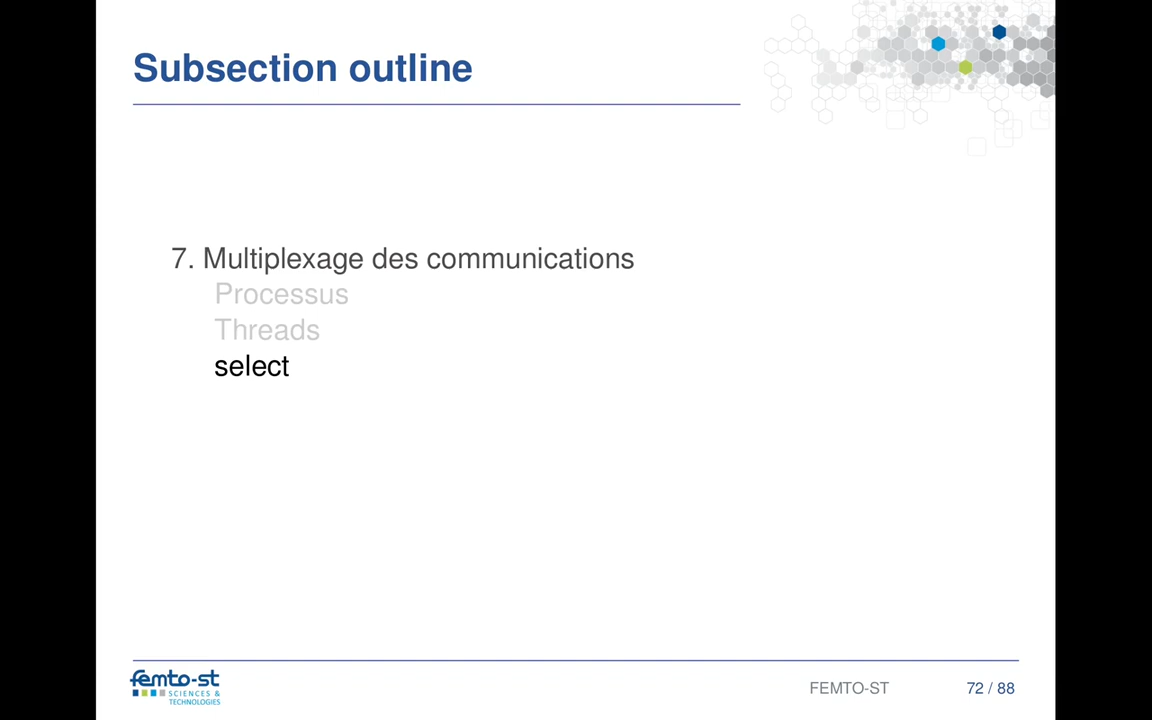 Subsection outline
7. Multiplexage des communications
Processus
Threads
select
femto-st
SCIENCES &
TECHNOLOGIES
FEMTO-ST
72 / 88